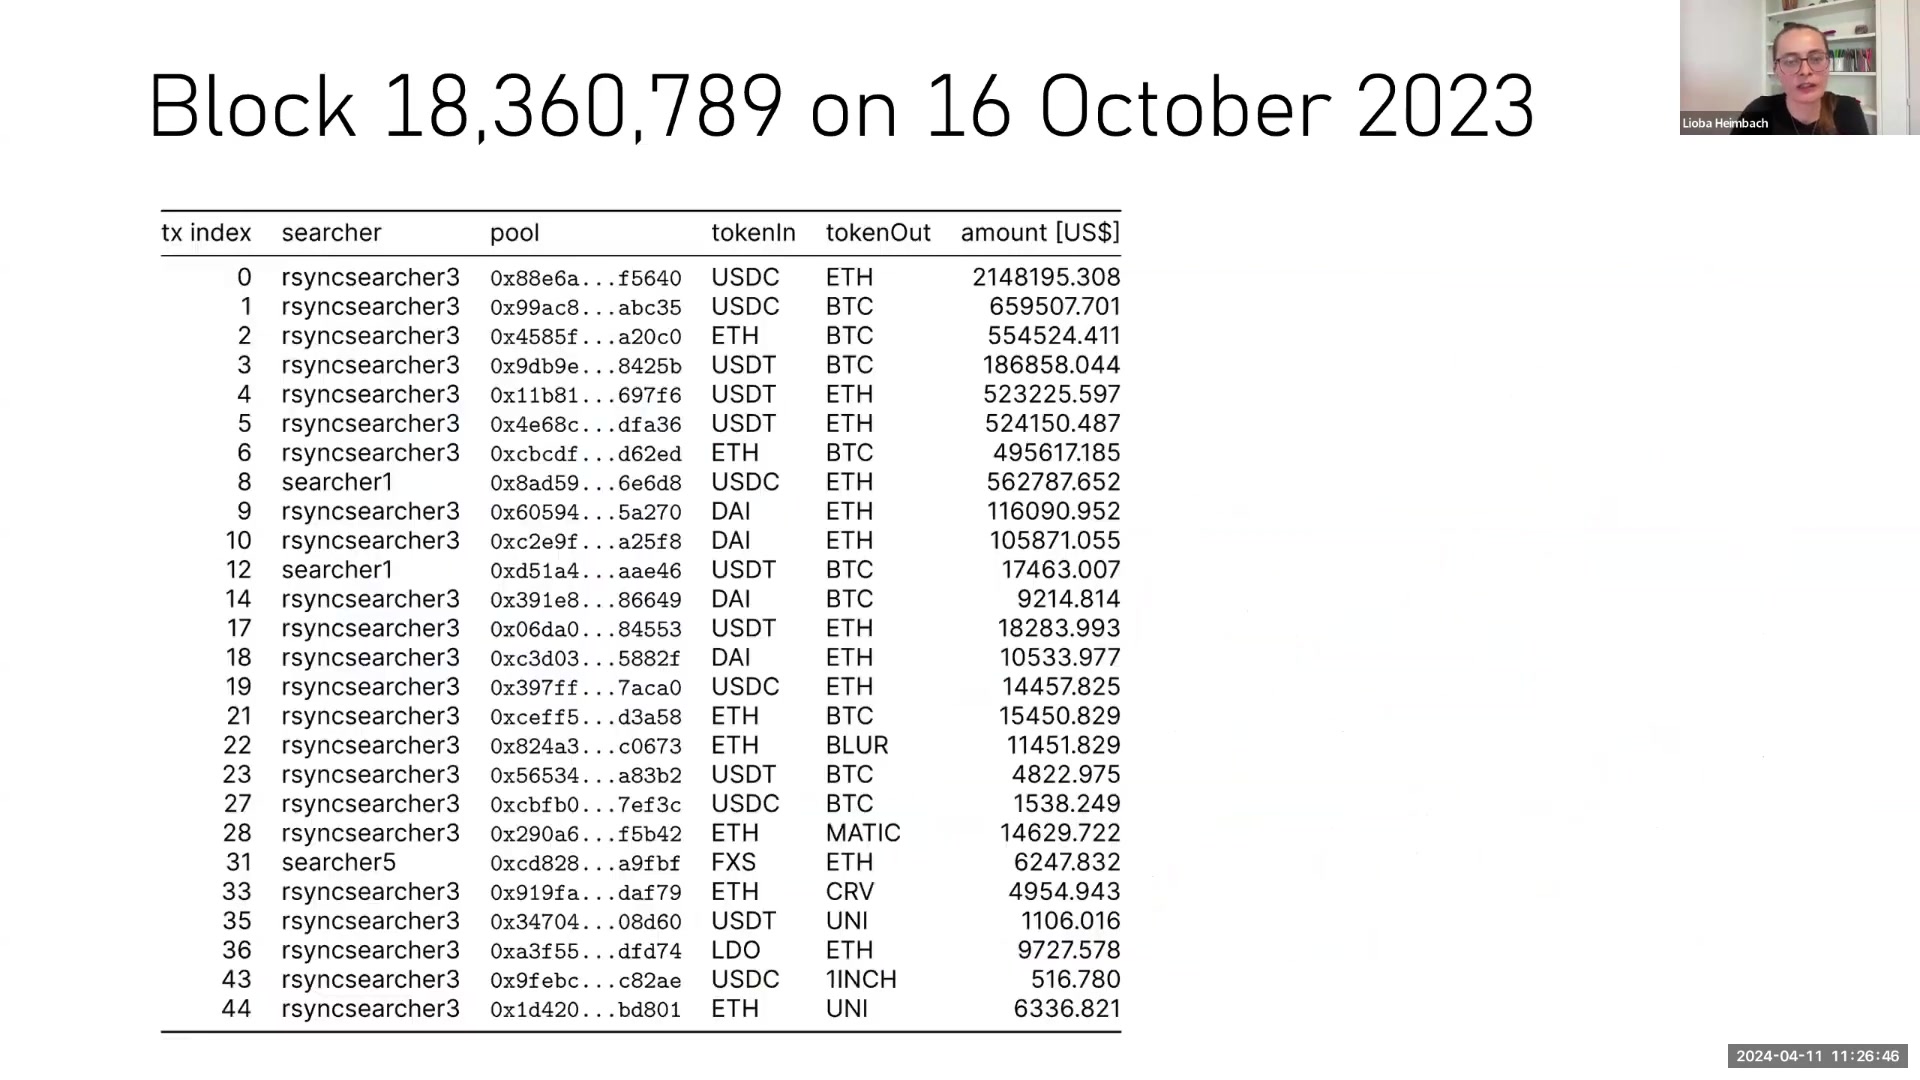 Block 18,360,789 on 16 October 2023
Lioba Heimbach
tx index searcher pool tokenIn tokenOut amount [US$]
0 rsyncsearcher3 0x88e6a...f5640 USDC ETH 2148195.308
1 rsyncsearcher3 0x99ac8...abc35 USDC BTC 659507.701
2 rsyncsearcher3 0x4585f...a20c0 ETH BTC 554524.411
3 rsyncsearcher3 0x9db9e...8425b USDT BTC 186858.044
4 rsyncsearcher3 0x11b81...697f6 USDT ETH 523225.597
5 rsyncsearcher3 0x4e68c...dfa36 USDT ETH 524150.487
6 rsyncsearcher3 0xcbcdf...d62ed ETH BTC 495617.185
8 searcher1 0x8ad59...6e6d8 USDC ETH 562787.652
9 rsyncsearcher3 0x60594...5a270 DAI ETH 116090.952
10 rsyncsearcher3 0xc2e9f...a25f8 DAI ETH 105871.055
12 searcher1 0xd51a4...aae46 USDT BTC 17463.007
14 rsyncsearcher3 0x391e8...86649 DAI BTC 9214.814
17 rsyncsearcher3 0x06da0...84553 USDT ETH 18283.993
18 rsyncsearcher3 0xc3d03...5882f DAI ETH 10533.977
19 rsyncsearcher3 0x397ff...7aca0 USDC ETH 14457.825
21 rsyncsearcher3 0xceff5...d3a58 ETH BTC 15450.829
22 rsyncsearcher3 0x824a3...c0673 ETH BLUR 11451.829
23 rsyncsearcher3 0x56534...a83b2 USDT BTC 4822.975
27 rsyncsearcher3 0xcbfb0...7ef3c USDC BTC 1538.249
28 rsyncsearcher3 0x290a6...f5b42 ETH MATIC 14629.722
31 searcher5 0xcd828...a9fbf FXS ETH 6247.832
33 rsyncsearcher3 0x919fa...daf79 ETH CRV 4954.943
35 rsyncsearcher3 0x34704...08d60 USDT UNI 1106.016
36 rsyncsearcher3 0xa3f55...dfd74 LDO ETH 9727.578
43 rsyncsearcher3 0x9febc...c82ae USDC 1INCH 516.780
44 rsyncsearcher3 0x1d420...bd801 ETH UNI 6336.821
2024-04-11 11:26:46